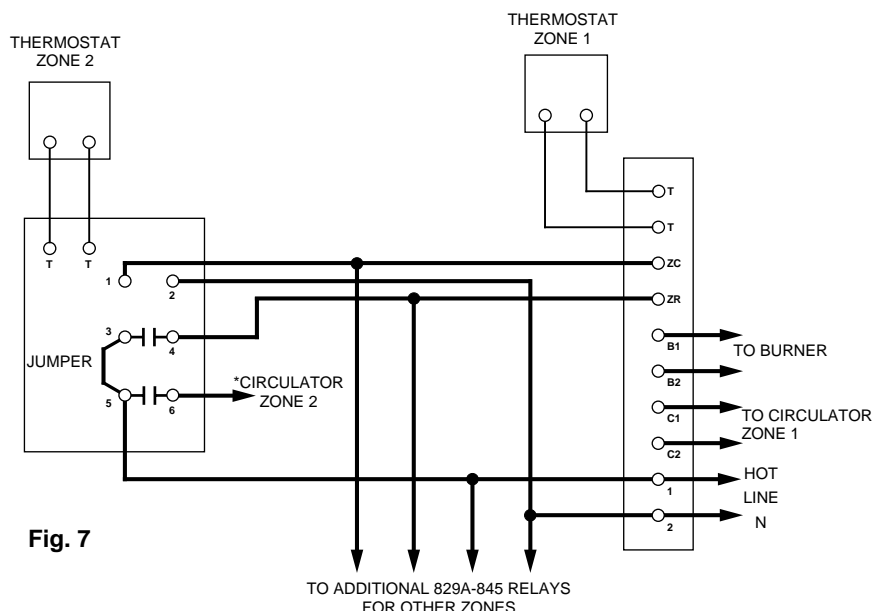 THERMOSTAT
ZONE 2
THERMOSTAT
ZONE 1
T
T
T
T
1
2
ZC
ZR
3
4
JUMPER
5
6
*CIRCULATOR
ZONE 2
B1
TO BURNER
B2
C1
TO CIRCULATOR
ZONE 1
C2
1
HOT
LINE
2
N
Fig. 7
TO ADDITIONAL 829A-845 RELAYS
FOR OTHER ZONES